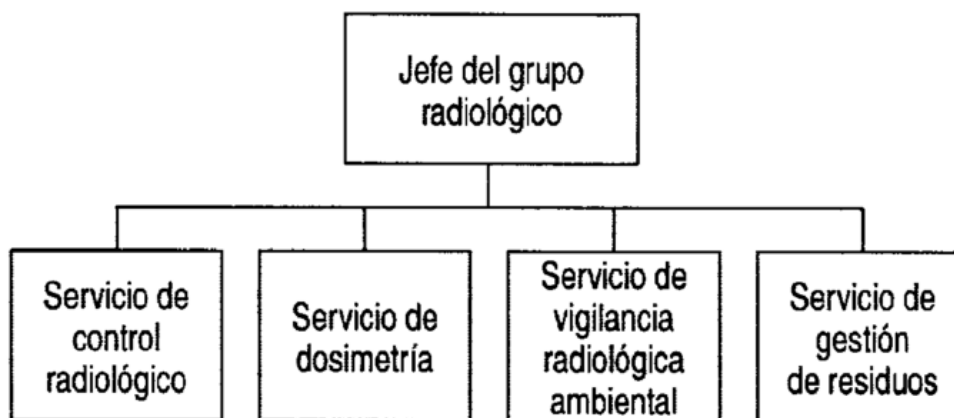 Jefe del grupo
radiológico
Servicio de
control
radiológico
Servicio de
dosimetría
Servicio de
vigilancia
radiológica
ambiental
Servicio de
gestión
de residuos